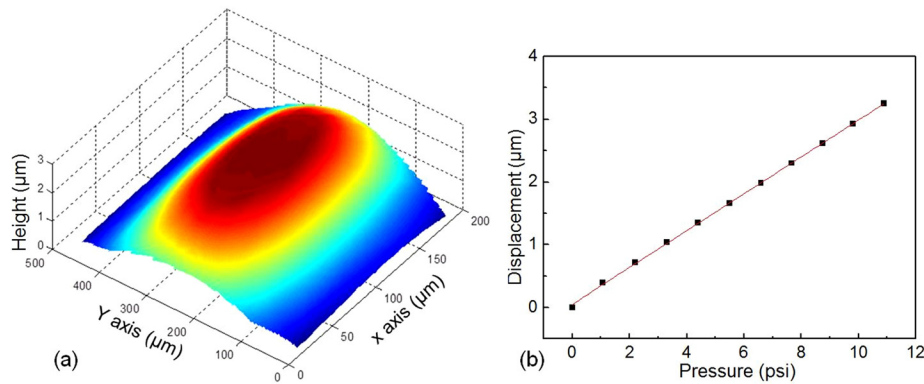 3
2
1
0
500
400
300
200
100
0
0
50
100
150
200
Height (μm)
Y axis (μm)
x axis (μm)
(a)
4
3
2
1
0
0 2 4 6 8 10 12
Displacement (μm)
Pressure (psi)
(b)